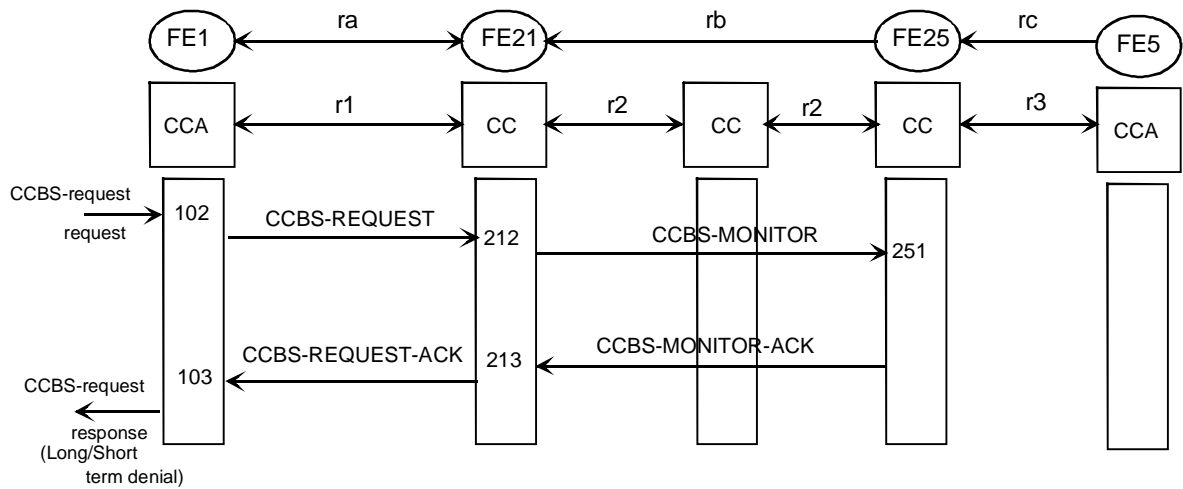 FE1 ra FE21 rb FE25 rc FE5
CCA r1 CC r2 CC r2 CC r3 CCA
CCBS-request
request
102
CCBS-REQUEST
212
CCBS-MONITOR
251
CCBS-REQUEST-ACK
213
CCBS-MONITOR-ACK
103
CCBS-request
response
(Long/Short
term denial)